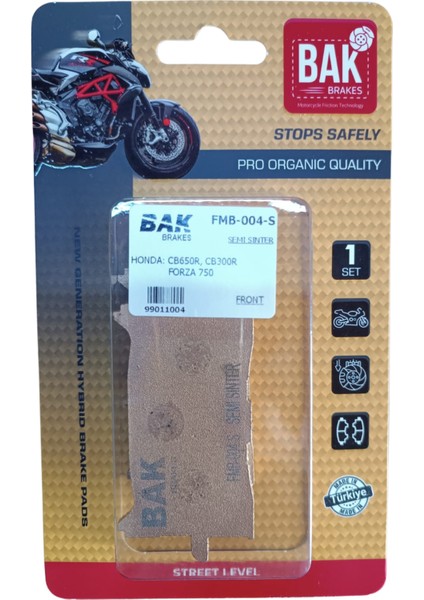 BAK
BRAKES
Motorcycle Friction Technology
STOPS SAFELY
PRO ORGANIC QUALITY
NEW GENERATION HYBRID BRAKE PADS
BAK
BRAKES
FMB-004-S
SEMI SINTER
HONDA: CB650R, CB300R
FORZA 750
FRONT
99011004
1
SET
BAK
SEMI SINTER
MADE IN
Türkiye
MADE IN
STREET LEVEL